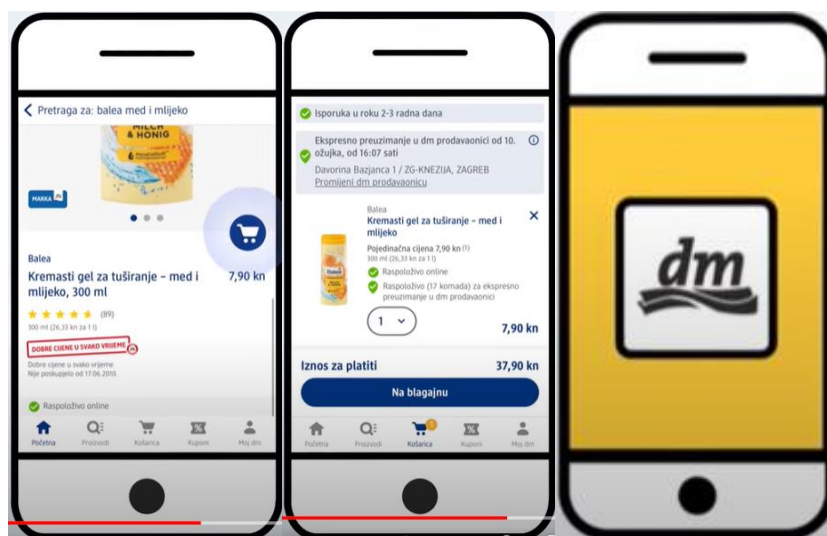 Pretraga za: balea med i mlijeko
MILCH
& HONIG
MARKA dm
Balea
Kremasti gel za tuširanje – med i
mlijeko, 300 ml
7,90 kn
(89)
300 ml (26,33 kn za 1 l)
DOBRE CIJENE U SVAKO VRIJEME
Dobre cijene u svako vrijeme
Nije poskupjelo od 17.06.2010.
Raspoloživo online
Početna Proizvodi Košarica Kuponi Moj dm
Isporuka u roku 2-3 radna dana
Ekspresno preuzimanje u dm prodavaonici od 10.
ožujka, od 16:07 sati
Davorina Bazjanca 1 / ZG-KNEZIJA, ZAGREB
Promijeni dm prodavaonicu
Balea
Kremasti gel za tuširanje – med i
mlijeko
Pojedinačna cijena 7,90 kn (1)
300 ml (26,33 kn za 1 l)
Raspoloživo online
Raspoloživo (17 komada) za ekspresno
preuzimanje u dm prodavaonici
1
7,90 kn
Iznos za platiti 37,90 kn
Na blagajnu
Početna Proizvodi Košarica Kuponi Moj dm
dm